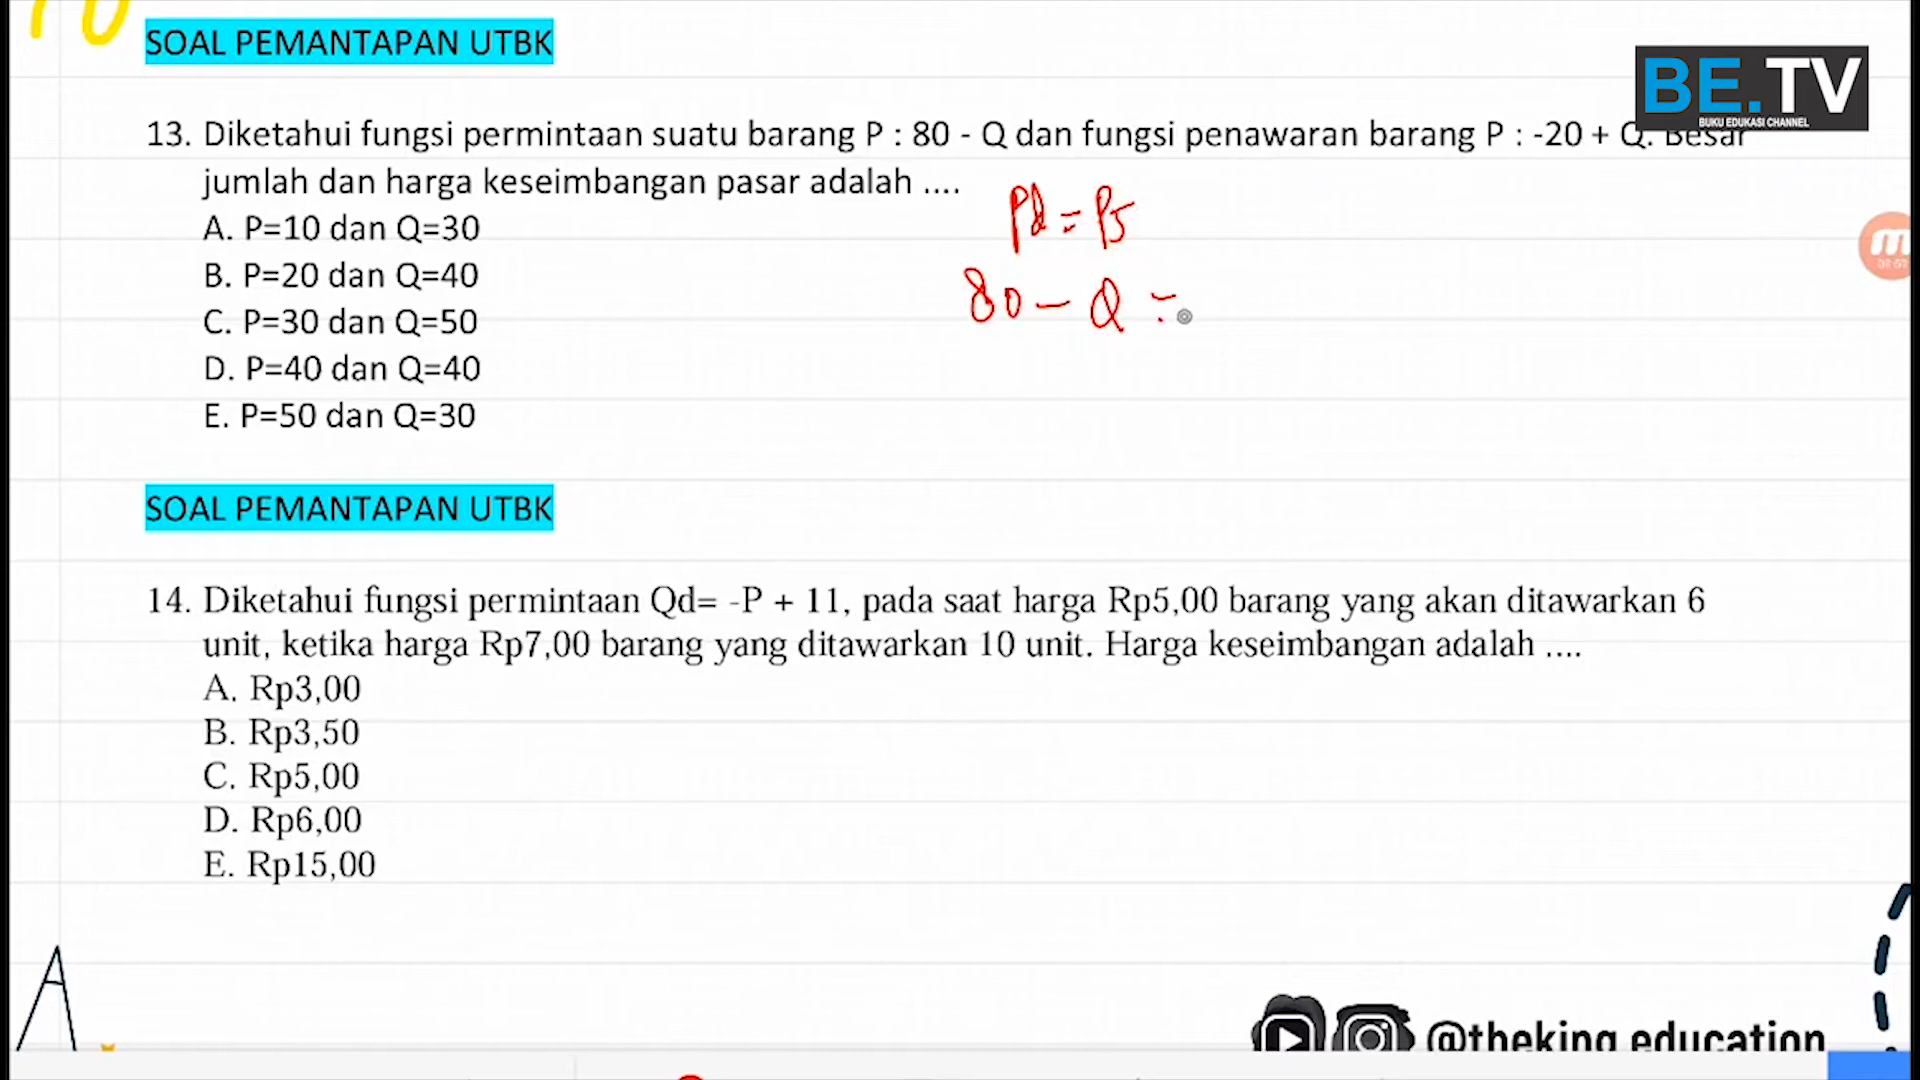 SOAL PEMANTAPAN UTBK
BE.TV
BUKU EDUKASI CHANNEL
13. Diketahui fungsi permintaan suatu barang P : 80 - Q dan fungsi penawaran barang P : -20 + Q. Besar
jumlah dan harga keseimbangan pasar adalah ....
Pd = Ps
A. P=10 dan Q=30
B. P=20 dan Q=40
80 - Q =
C. P=30 dan Q=50
D. P=40 dan Q=40
E. P=50 dan Q=30
SOAL PEMANTAPAN UTBK
14. Diketahui fungsi permintaan Qd= -P + 11, pada saat harga Rp5,00 barang yang akan ditawarkan 6
unit, ketika harga Rp7,00 barang yang ditawarkan 10 unit. Harga keseimbangan adalah ....
A. Rp3,00
B. Rp3,50
C. Rp5,00
D. Rp6,00
E. Rp15,00
A
@theking.education